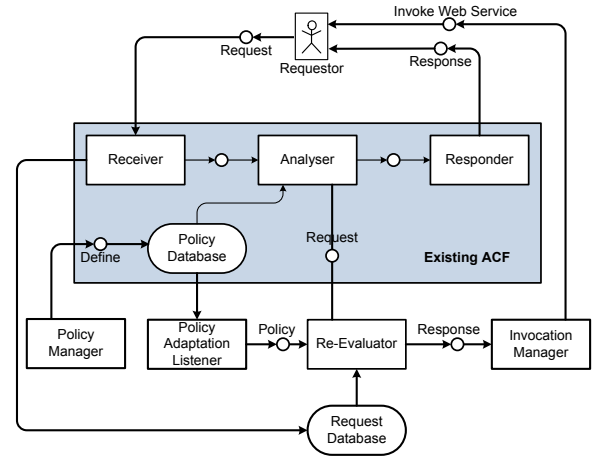 Invoke Web Service
Request
Requestor
Response
Receiver
Analyser
Responder
Policy
Database
Request
Define
Existing ACF
Policy
Manager
Policy
Adaptation
Listener
Policy
Re-Evaluator
Response
Invocation
Manager
Request
Database